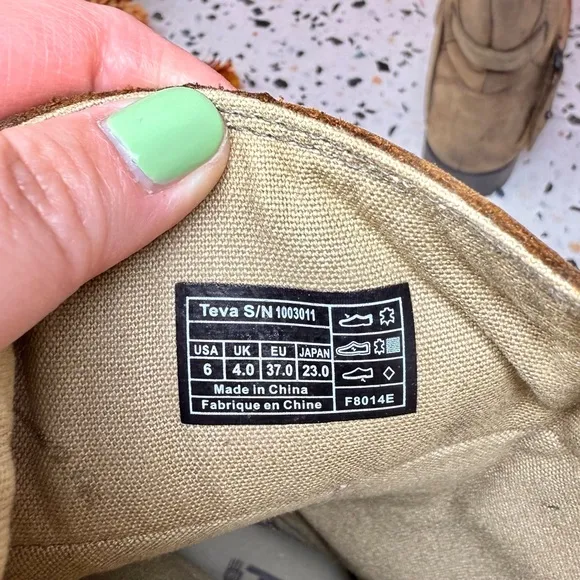 Teva S/N 1003011
USA UK EU JAPAN
6 4.0 37.0 23.0
Made in China
Fabrique en Chine
F8014E